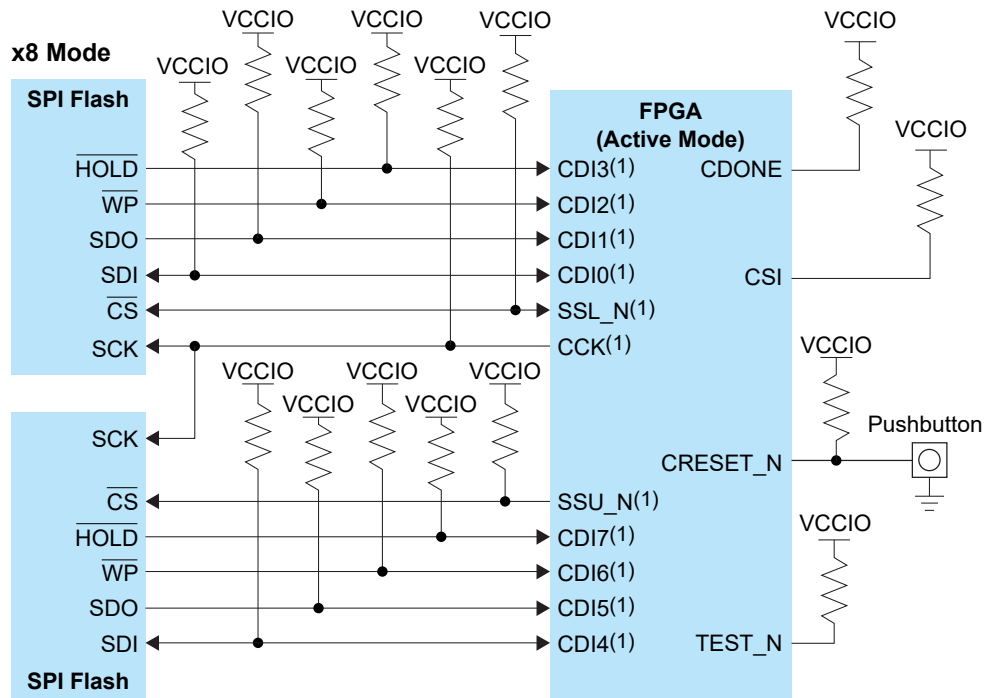 x8 Mode
VCCIO
VCCIO
VCCIO
VCCIO
VCCIO
VCCIO
VCCIO
VCCIO
SPI Flash
HOLD
WP
SDO
SDI
CS
SCK
FPGA
(Active Mode)
CDI3(1)
CDI2(1)
CDI1(1)
CDI0(1)
SSL_N(1)
CCK(1)
CDONE
CSI
VCCIO
VCCIO
VCCIO
VCCIO
VCCIO
VCCIO
SCK
CS
HOLD
WP
SDO
SDI
SPI Flash
SSU_N(1)
CDI7(1)
CDI6(1)
CDI5(1)
CDI4(1)
CRESET_N
Pushbutton
VCCIO
TEST_N